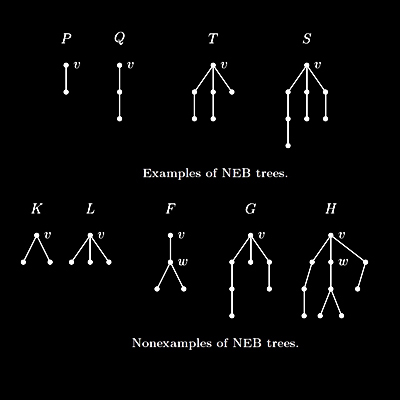 P Q T S
v v v v
Examples of NEB trees.
K L F G H
v v v v v
w w
Nonexamples of NEB trees.